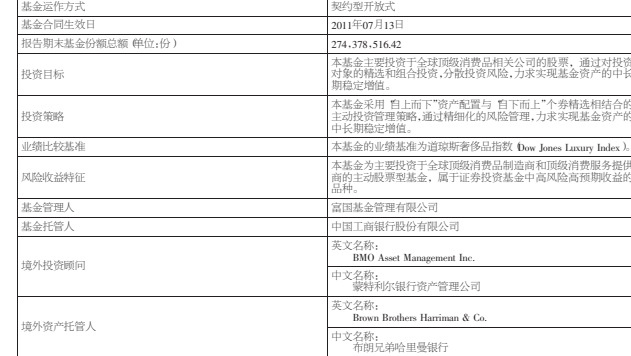 基金运作方式
契约型开放式
基金合同生效日
2011年07月13日
报告期末基金份额总额（单位：份）
274,378,516.42
投资目标
本基金主要投资于全球顶级消费品相关公司的股票，通过对投资
对象的精选和组合投资，分散投资风险，力求实现基金资产的中长
期稳定增值。
投资策略
本基金采用“自上而下”资产配置与“自下而上”个券精选相结合的
主动投资管理策略，通过精细化的风险管理，力求实现基金资产的
中长期稳定增值。
业绩比较基准
本基金的业绩基准为道琼斯奢侈品指数（Dow Jones Luxury Index）。
风险收益特征
本基金为主要投资于全球顶级消费品制造商和顶级消费服务提供
商的主动股票型基金，属于证券投资基金中高风险高预期收益的
品种。
基金管理人
富国基金管理有限公司
基金托管人
中国工商银行股份有限公司
境外投资顾问
英文名称：
BMO Asset Management Inc.
中文名称：
蒙特利尔银行资产管理公司
境外资产托管人
英文名称：
Brown Brothers Harriman & Co.
中文名称：
布朗兄弟哈里曼银行